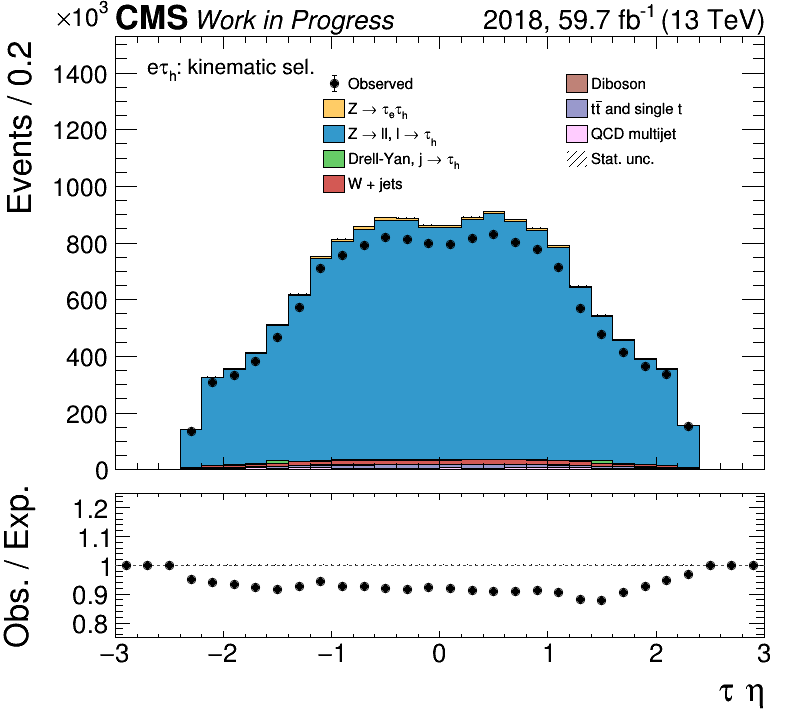 ×10³ CMS Work in Progress 2018, 59.7 fb⁻¹ (13 TeV)
Events / 0.2
eτₕ: kinematic sel.
Observed
Z → τₑτₕ
Z → ll, l → τₕ
Drell-Yan, j → τₕ
W + jets
Diboson
tt̄ and single t
QCD multijet
Stat. unc.
1400
1200
1000
800
600
400
200
0
Obs. / Exp.
1.2
1.1
1
0.9
0.8
−3 −2 −1 0 1 2 3
τ η